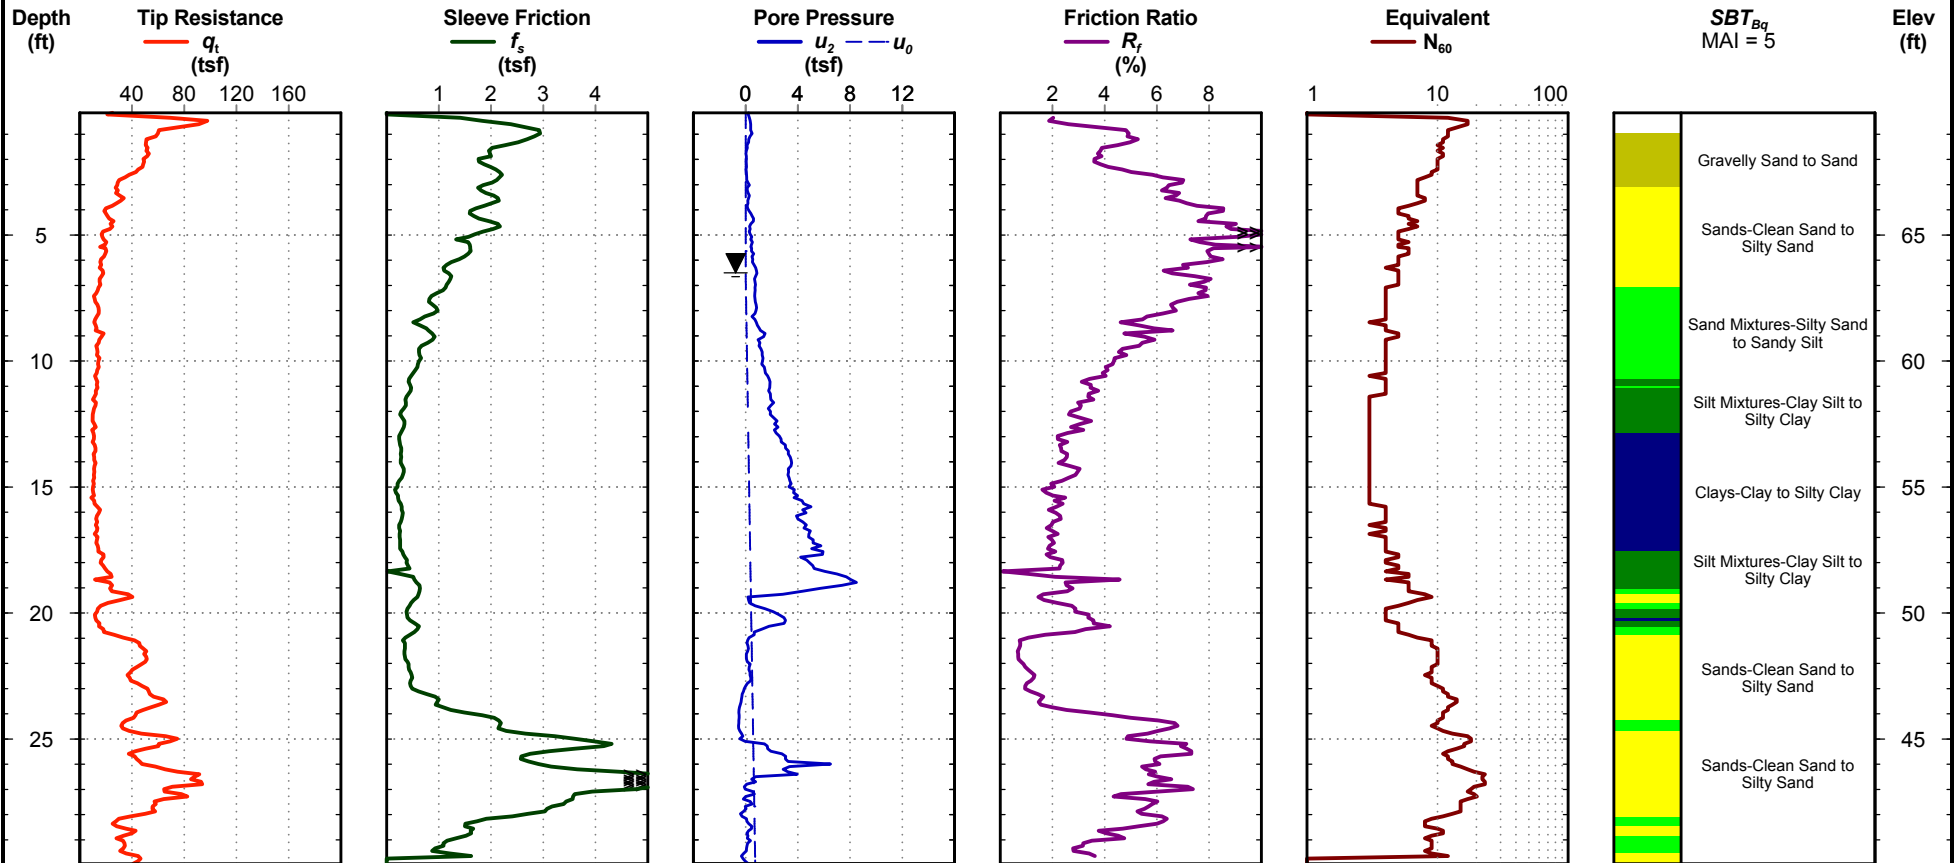 Depth
(ft)
Tip Resistance
qt
(tsf)
Sleeve Friction
fs
(tsf)
Pore Pressure
u2 u0
(tsf)
Friction Ratio
Rf
(%)
Equivalent
N60
SBTBq
MAI = 5
Elev
(ft)
40 80 120 160
1 2 3 4
0 4 8 12
2 4 6 8
1 10 100
5
10
15
20
25
Gravelly Sand to Sand
Sands-Clean Sand to
Silty Sand
Sand Mixtures-Silty Sand
to Sandy Silt
Silt Mixtures-Clay Silt to
Silty Clay
Clays-Clay to Silty Clay
Silt Mixtures-Clay Silt to
Silty Clay
Sands-Clean Sand to
Silty Sand
Sands-Clean Sand to
Silty Sand
65
60
55
50
45